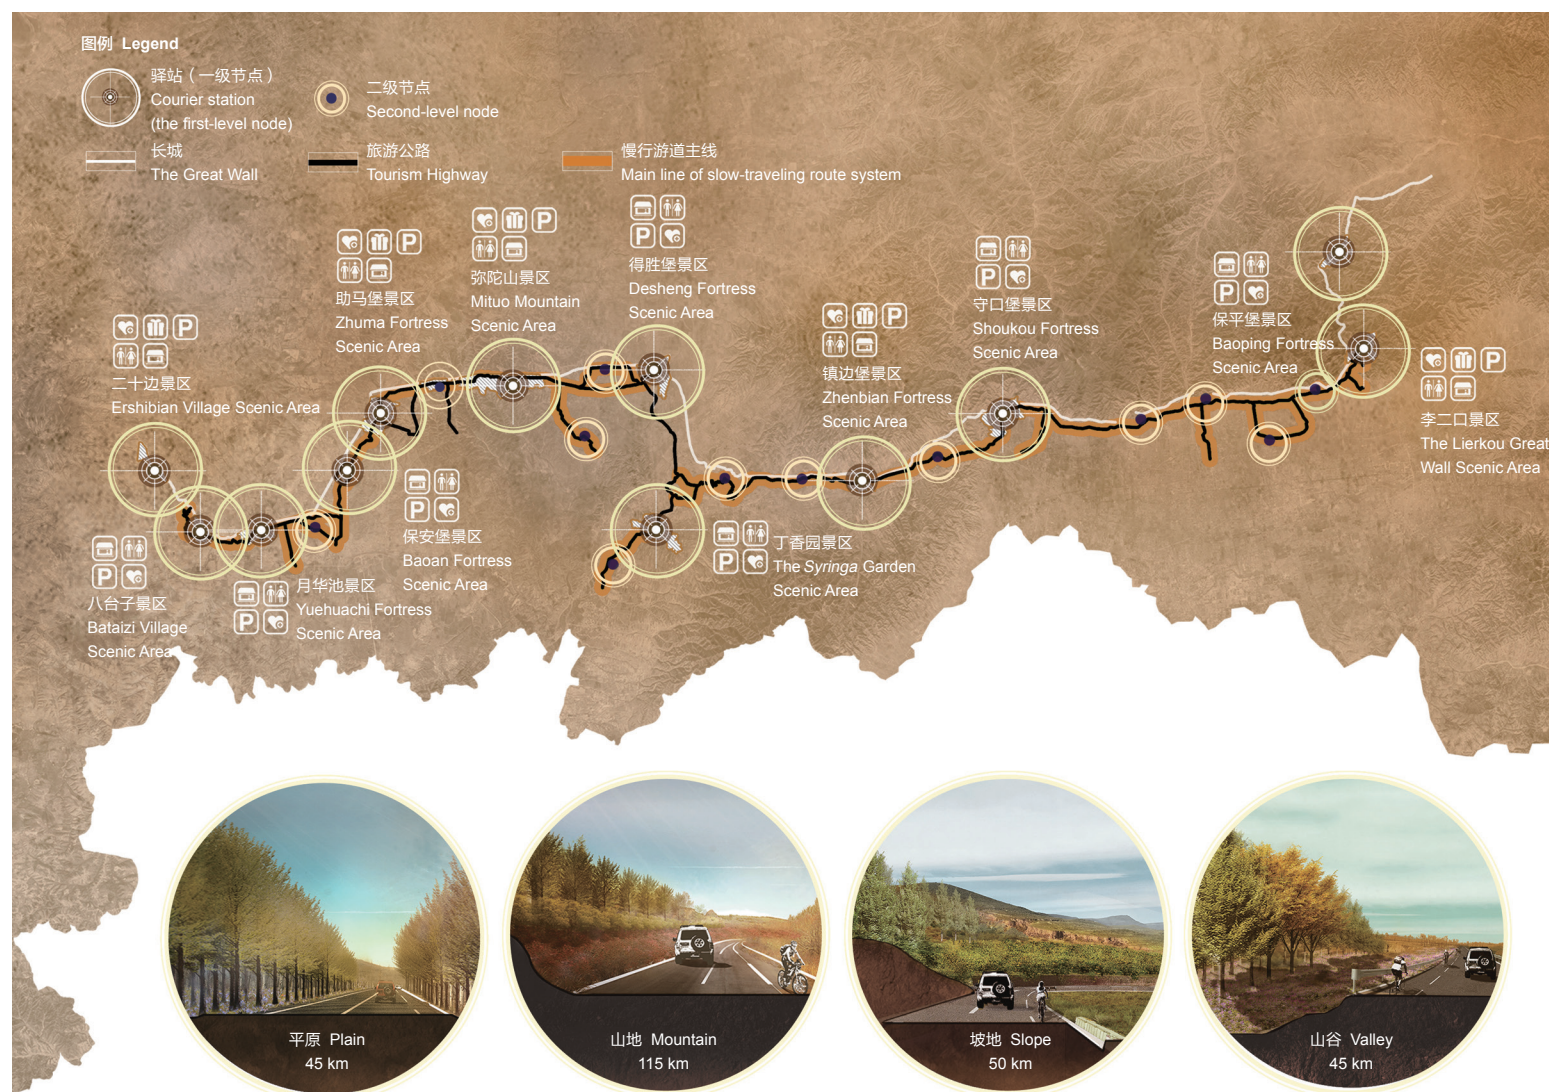 图例 Legend
驿站（一级节点）
Courier station
(the first-level node)
二级节点
Second-level node
长城
The Great Wall
旅游公路
Tourism Highway
慢行游道主线
Main line of slow-traveling route system
P
二十边景区
Ershibian Village Scenic Area
P
助马堡景区
Zhuma Fortress
Scenic Area
P
弥陀山景区
Mituo Mountain
Scenic Area
P
得胜堡景区
Desheng Fortress
Scenic Area
P
镇边堡景区
Zhenbian Fortress
Scenic Area
P
守口堡景区
Shoukou Fortress
Scenic Area
P
保平堡景区
Baoping Fortress
Scenic Area
P
李二口景区
The Lierkou Great
Wall Scenic Area
P
八台子景区
Bataizi Village
Scenic Area
P
月华池景区
Yuehuachi Fortress
Scenic Area
P
保安堡景区
Baoan Fortress
Scenic Area
P
丁香园景区
The Syringa Garden
Scenic Area
平原 Plain
45 km
山地 Mountain
115 km
坡地 Slope
50 km
山谷 Valley
45 km